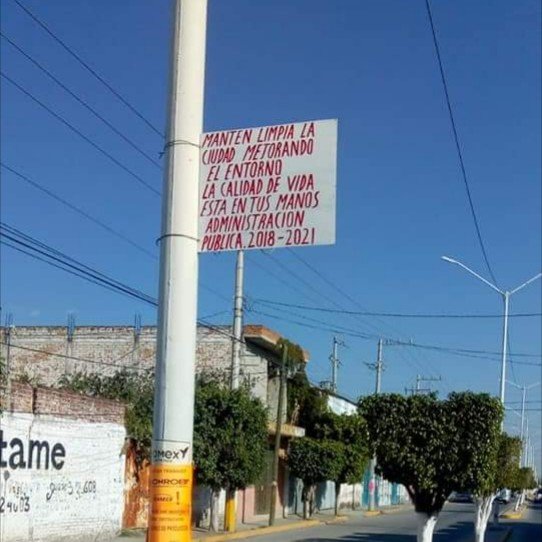 MANTEN LIMPIA LA
CIUDAD METORANDO
EL ENTORNO
LA CALIDAD DE VIDA
ESTA EN TUS MANOS
ADMINISTRACION
PUBLICA. 2018-2021
tame